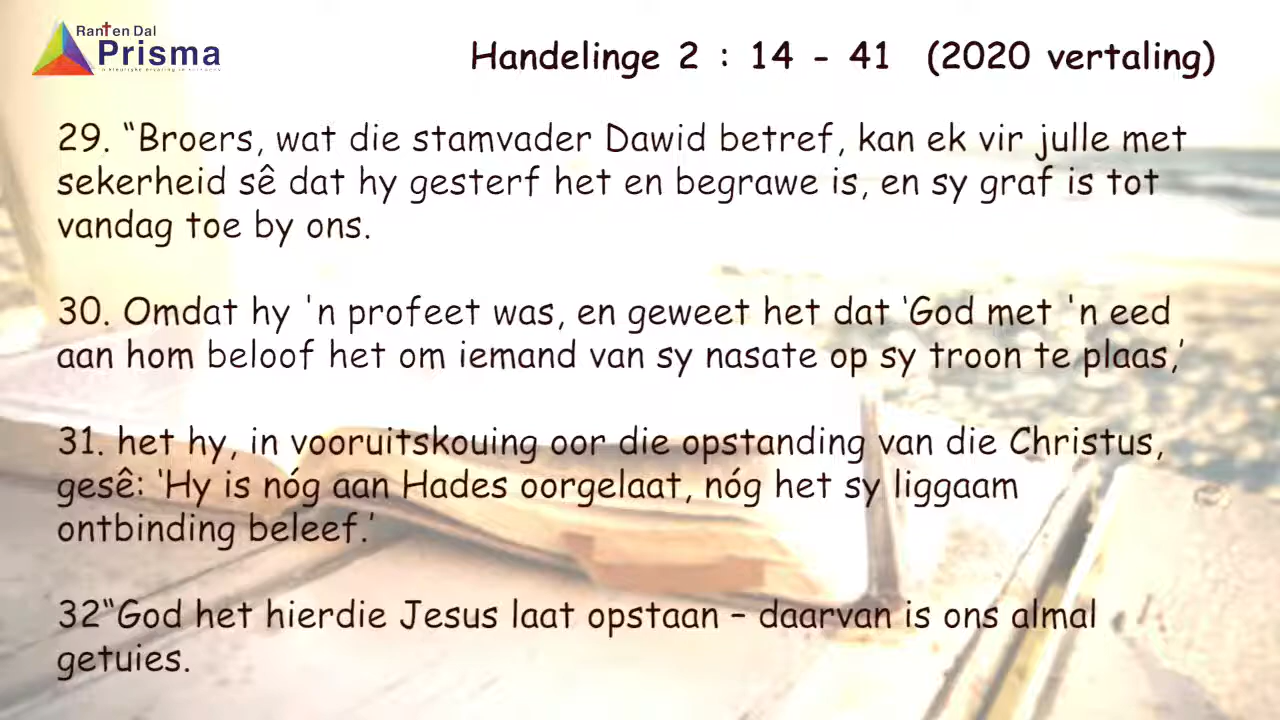 Ranten Dal
Prisma
Handelinge 2 : 14 - 41 (2020 vertaling)
29. “Broers, wat die stamvader Dawid betref, kan ek vir julle met
sekerheid sê dat hy gesterf het en begrawe is, en sy graf is tot
vandag toe by ons.
30. Omdat hy 'n profeet was, en geweet het dat ‘God met 'n eed
aan hom beloof het om iemand van sy nasate op sy troon te plaas,’
31. het hy, in vooruitskouing oor die opstanding van die Christus,
gesê: ‘Hy is nóg aan Hades oorgelaat, nóg het sy liggaam
ontbinding beleef.’
32“God het hierdie Jesus laat opstaan – daarvan is ons almal
getuies.